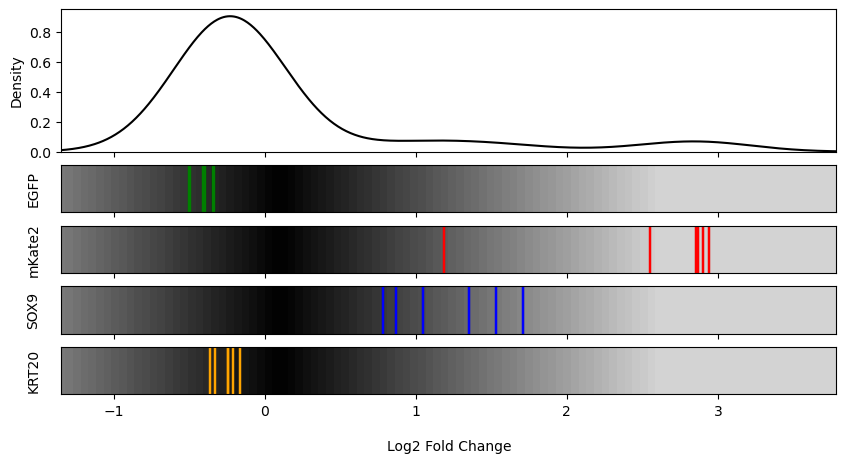 0.8
0.6
0.4
0.2
0.0
Density
EGFP
mKate2
SOX9
KRT20
−1 0 1 2 3
Log2 Fold Change